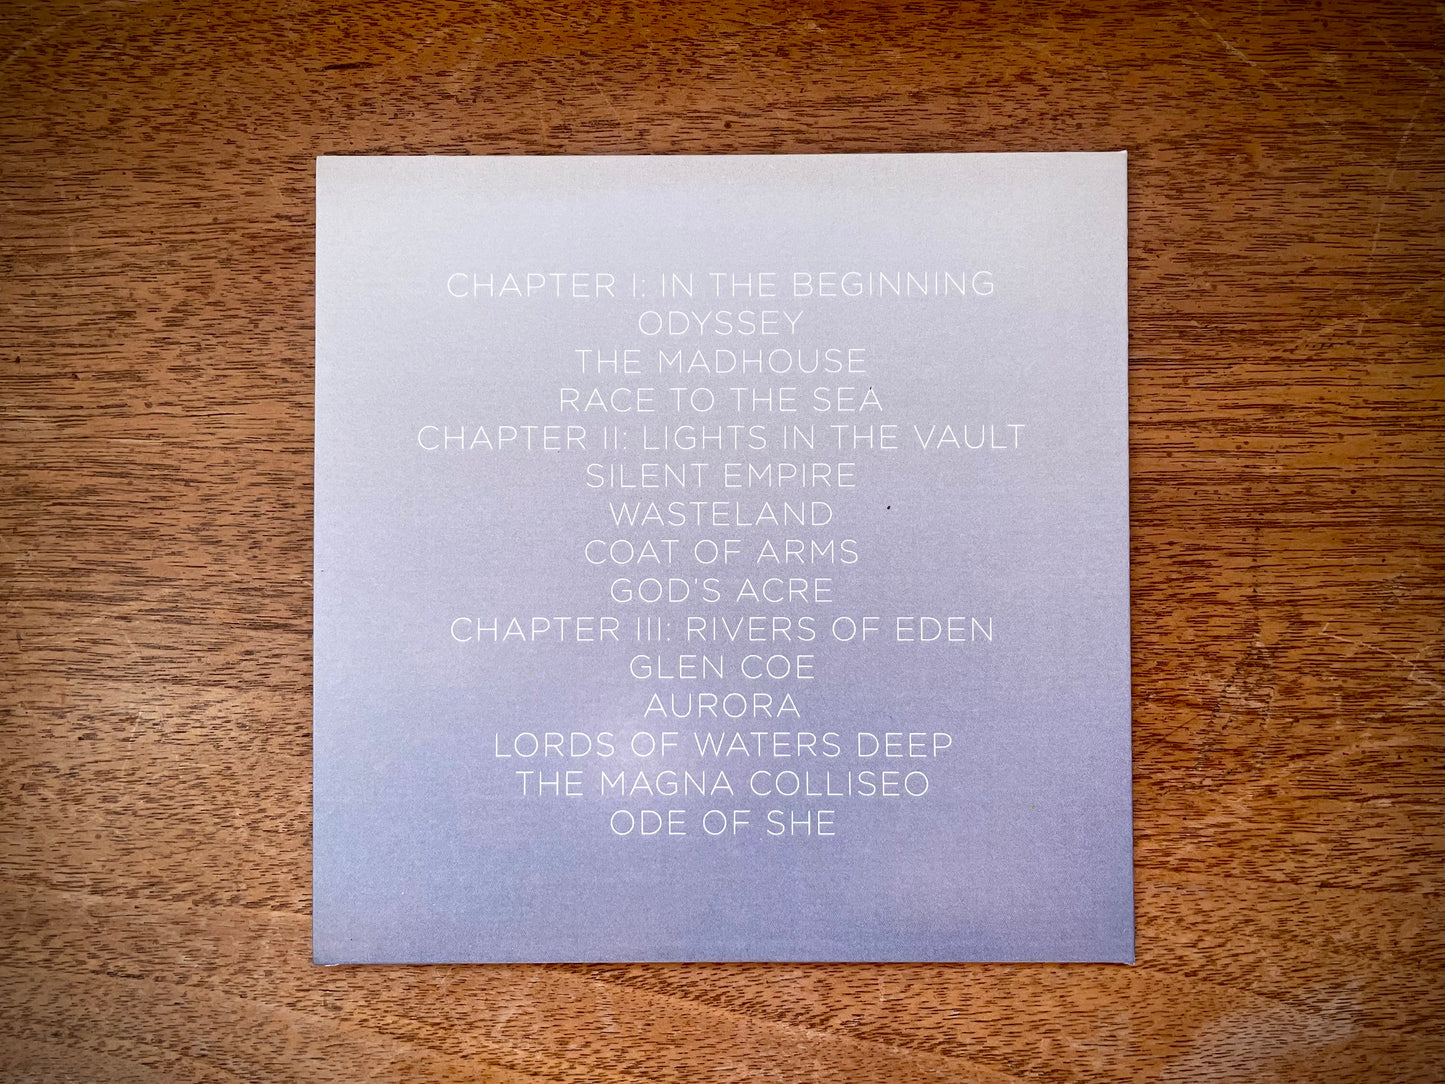 CHAPTER I: IN THE BEGINNING
ODYSSEY
THE MADHOUSE
RACE TO THE SEA
CHAPTER II: LIGHTS IN THE VAULT
SILENT EMPIRE
WASTELAND
COAT OF ARMS
GOD'S ACRE
CHAPTER III: RIVERS OF EDEN
GLEN COE
AURORA
LORDS OF WATERS DEEP
THE MAGNA COLLISEO
ODE OF SHE